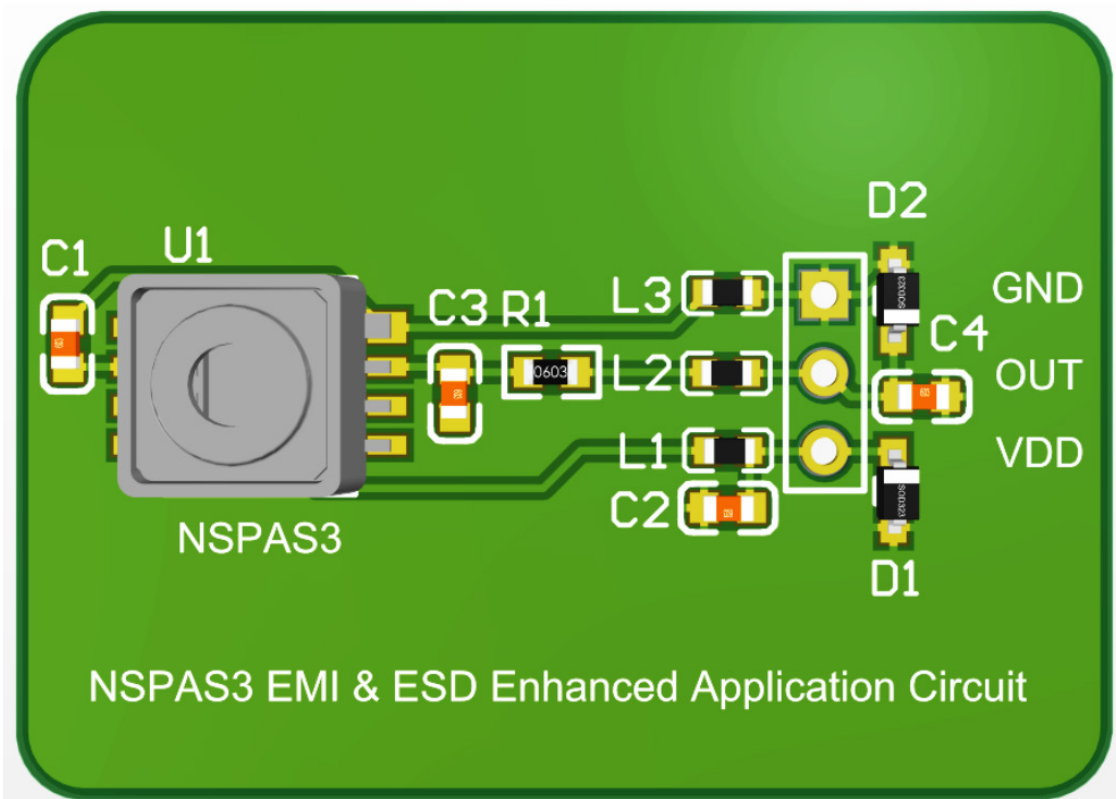 D2
U1
C1
GND
L3
C3 R1
C4
0603
L2
OUT
L1
VDD
SOD323
C2
NSPAS3
D1
NSPAS3 EMI & ESD Enhanced Application Circuit